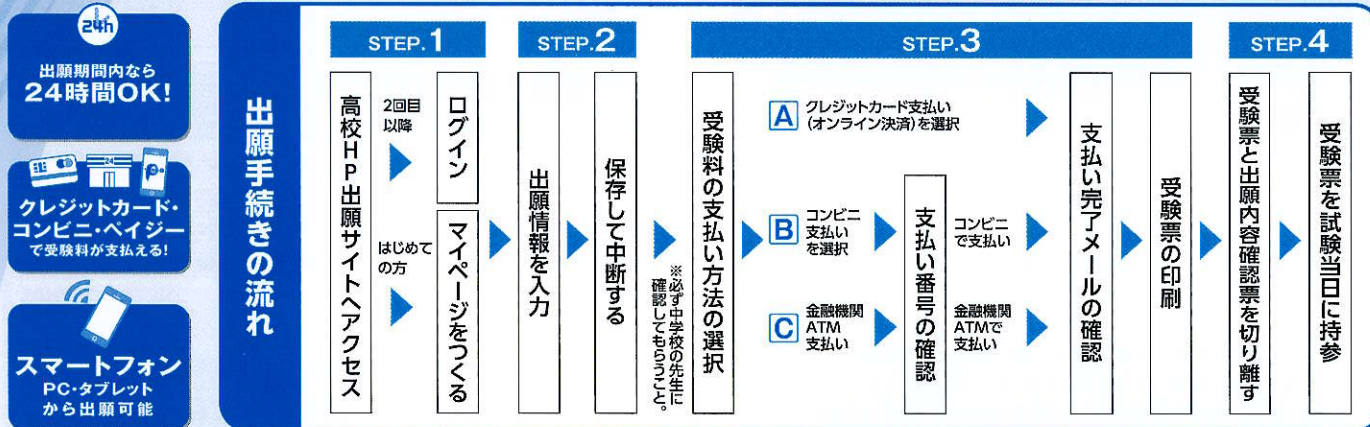 24h
出願期間内なら
24時間OK!
24
クレジットカード・
コンビニ・ペイジー
で受験料が支払える!
スマートフォン
PC・タブレット
から出願可能
出願手続きの流れ
STEP.1
高校HP出願サイトへアクセス
2回目
以降
ログイン
はじめて
の方
マイページをつくる
STEP.2
出願情報を入力
保存して中断する
※必ず中学校の先生に
確認してもらうこと。
STEP.3
受験料の支払い方法の選択
A
クレジットカード支払い
(オンライン決済)を選択
B
コンビニ
支払い
を選択
C
金融機関
ATM
支払い
支払い番号の確認
コンビニ
で支払い
金融機関
ATMで
支払い
支払い完了メールの確認
受験票の印刷
STEP.4
受験票と出願内容確認票を切り離す
受験票を試験当日に持参